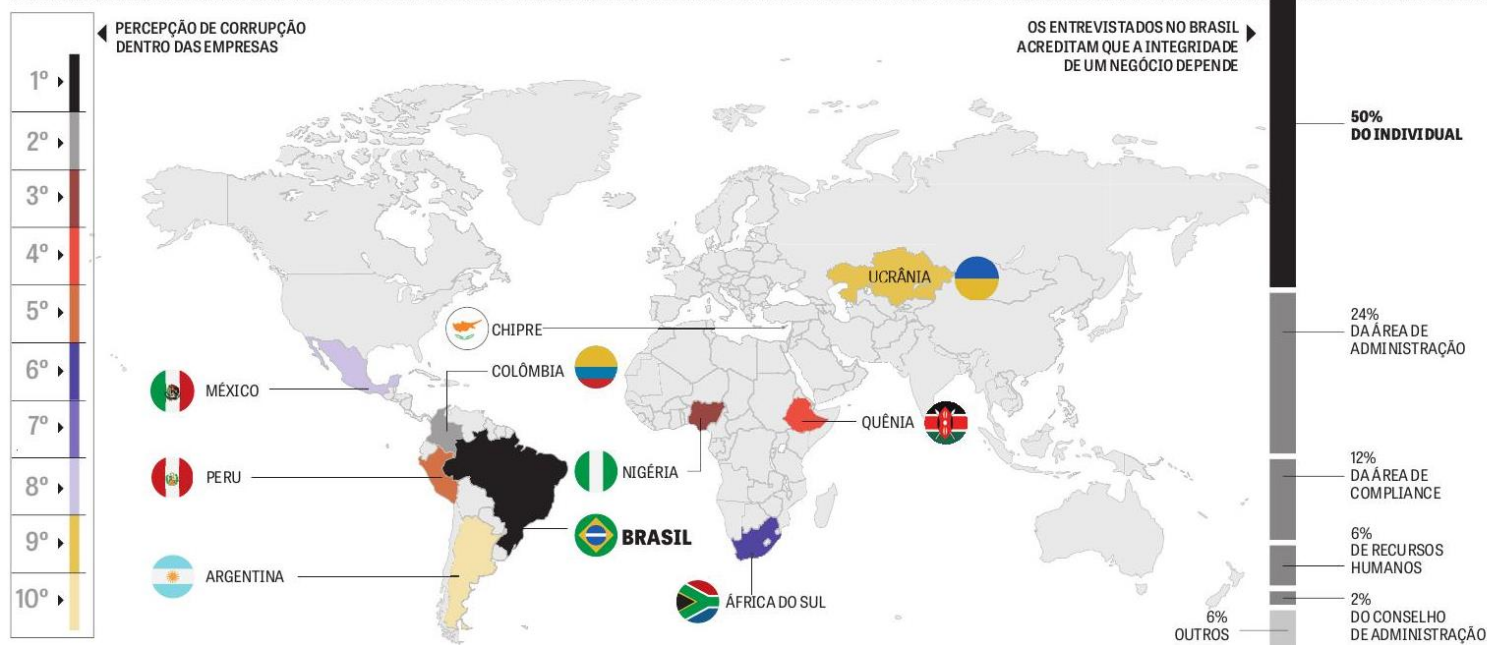 PERCEPÇÃO DE CORRUPÇÃO
DENTRO DAS EMPRESAS
1º
2º
3º
4º
5º
6º
7º
8º
9º
10º
OS ENTREVISTADOS NO BRASIL
ACREDITAM QUE A INTEGRIDADE
DE UM NEGÓCIO DEPENDE
UCRÂNIA
CHIPRE
COLÔMBIA
MÉXICO
QUÊNIA
PERU
NIGÉRIA
BRASIL
ARGENTINA
ÁFRICA DO SUL
50%
DO INDIVIDUAL
24%
DA ÁREA DE
ADMINISTRAÇÃO
12%
DA ÁREA DE
COMPLIANCE
6%
DE RECURSOS
HUMANOS
2%
DO CONSELHO
DE ADMINISTRAÇÃO
6%
OUTROS